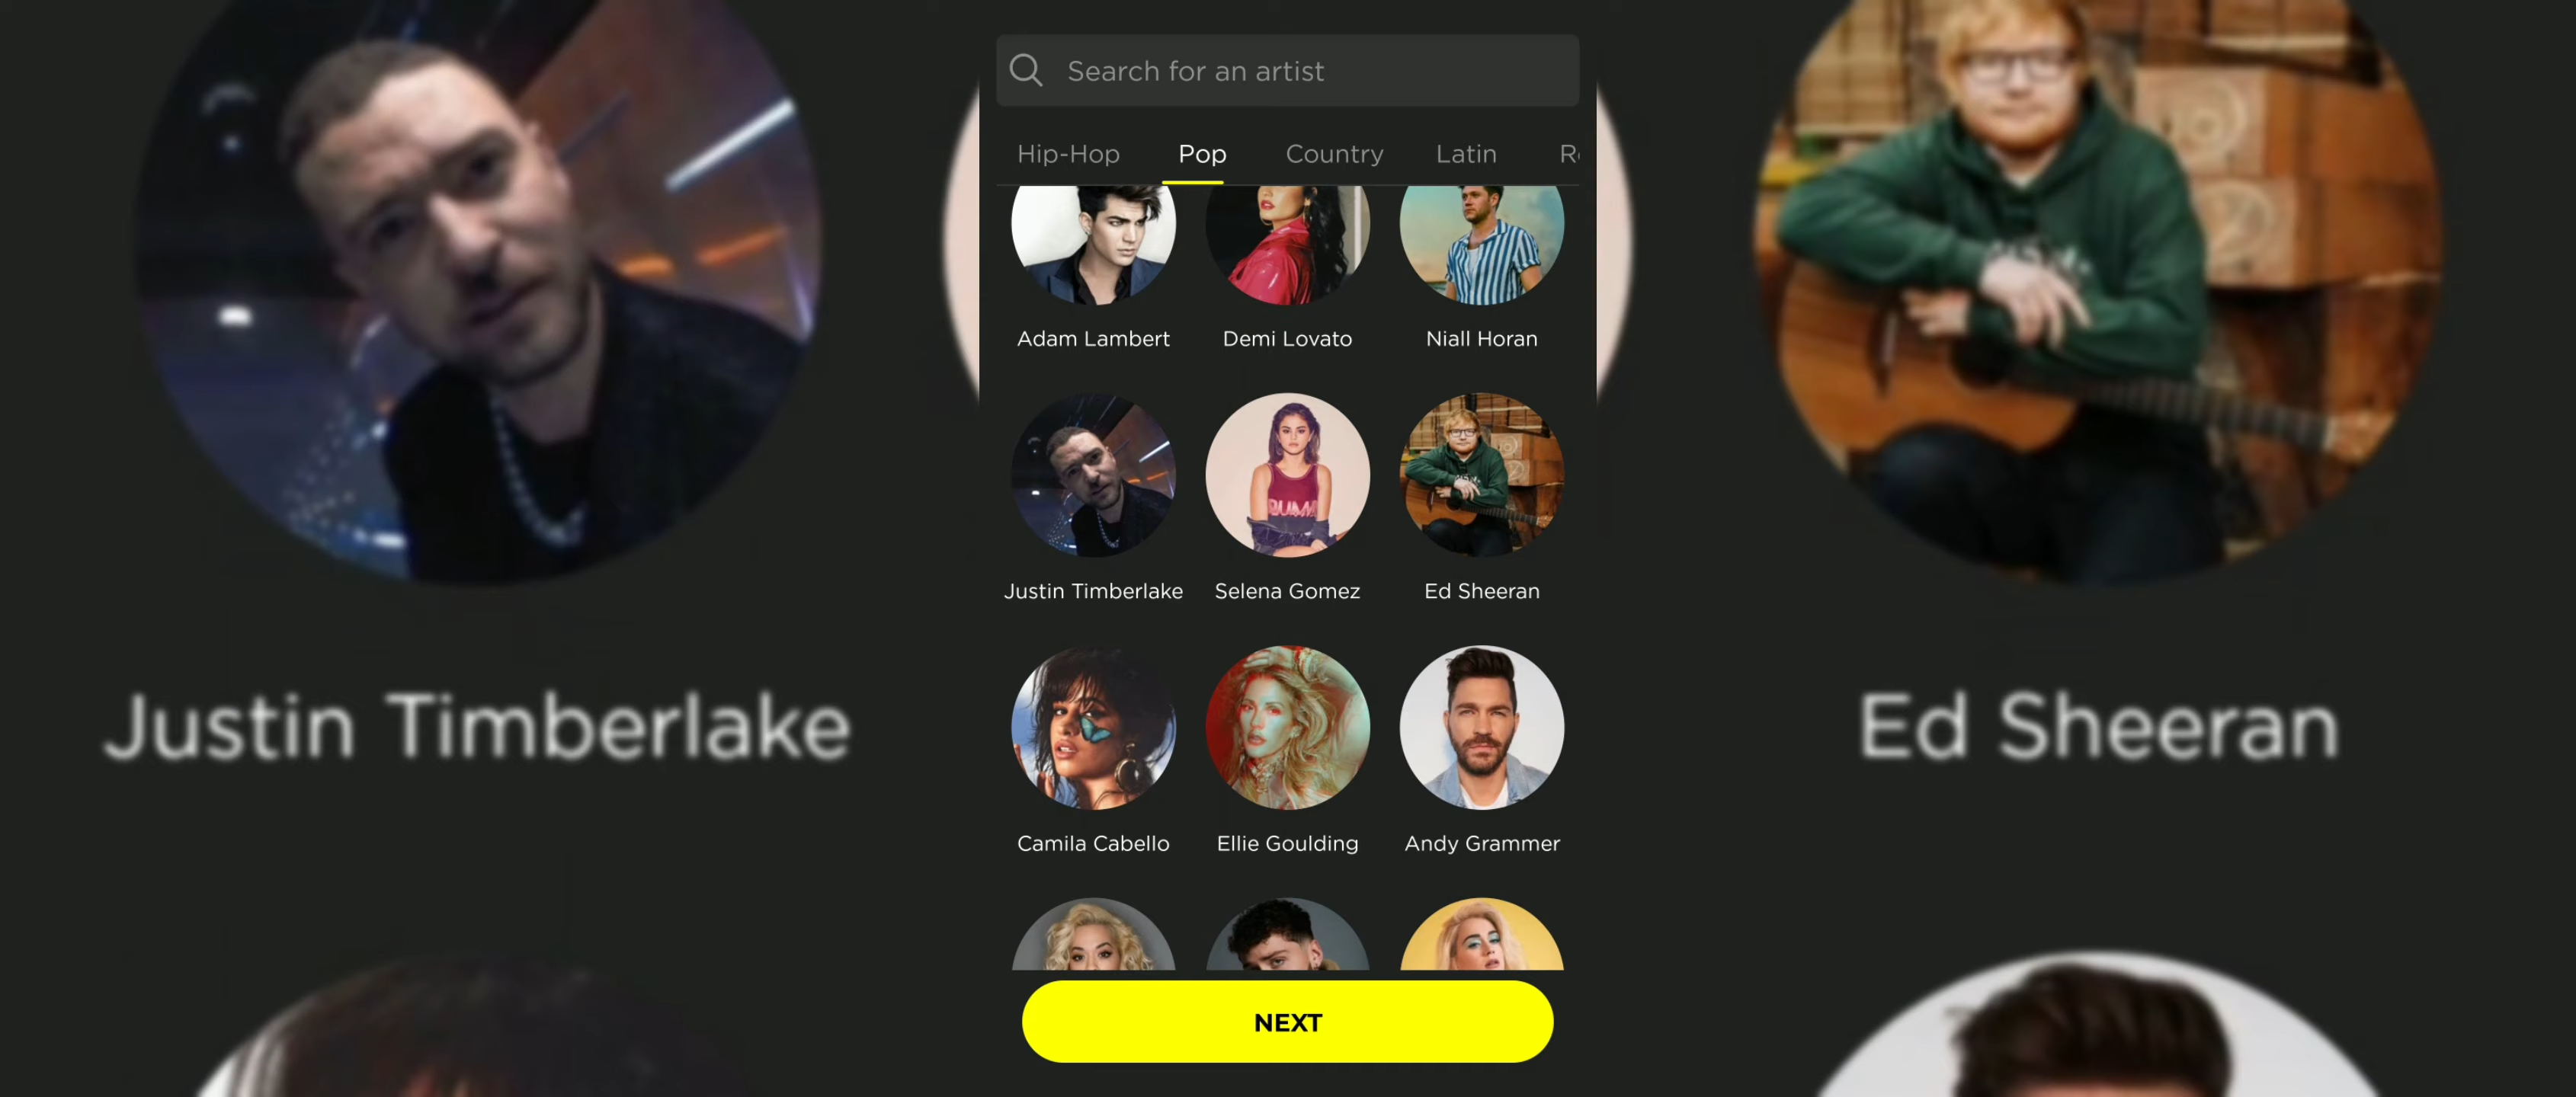 Search for an artist
Hip-Hop Pop Country Latin
Adam Lambert Demi Lovato Niall Horan
Justin Timberlake Selena Gomez Ed Sheeran
Justin Timberlake Ed Sheeran
Camila Cabello Ellie Goulding Andy Grammer
NEXT